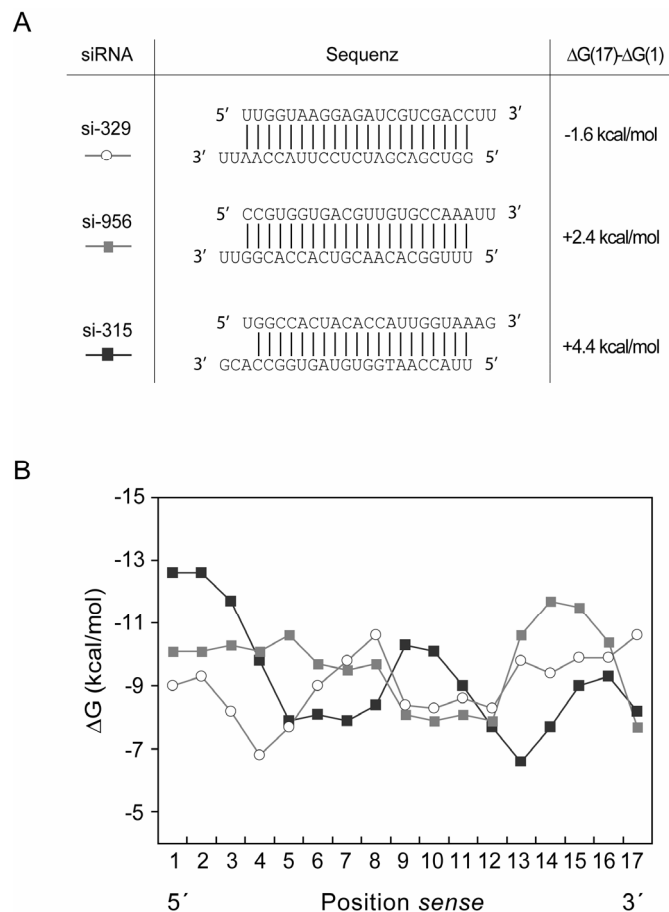 A
siRNA Sequenz ΔG(17)-ΔG(1)
5′ UUGGUAAGGAGAUCGUCGACCUU 3′
si-329 -1.6 kcal/mol
3′ UUAACCAUUCCUCUAGCAGCUGG 5′
5′ CCGUGGUGACGUUGUGCCAAAUU 3′
si-956 +2.4 kcal/mol
3′ UUGGCACCACUGCAACACGGUUU 5′
5′ UGGCCACUACACCAUUGGUAAAG 3′
si-315 +4.4 kcal/mol
3′ GCACCGGUGAUGUGGTAACCAUU 5′
B
-15
-13
-11
-9
-7
-5
ΔG (kcal/mol)
1 2 3 4 5 6 7 8 9 10 11 12 13 14 15 16 17
5´ Position sense 3´